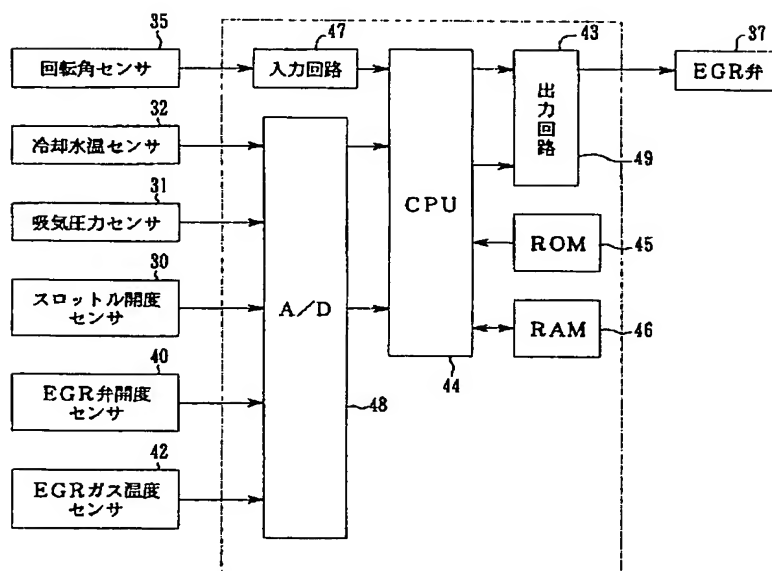 35
回転角センサ
47
入力回路
43
出力回路
49
37
EGR弁
32
冷却水温センサ
31
吸気圧力センサ
30
スロットル開度
センサ
40
EGR弁開度
センサ
42
EGRガス温度
センサ
A/D
48
CPU
44
ROM
45
RAM
46